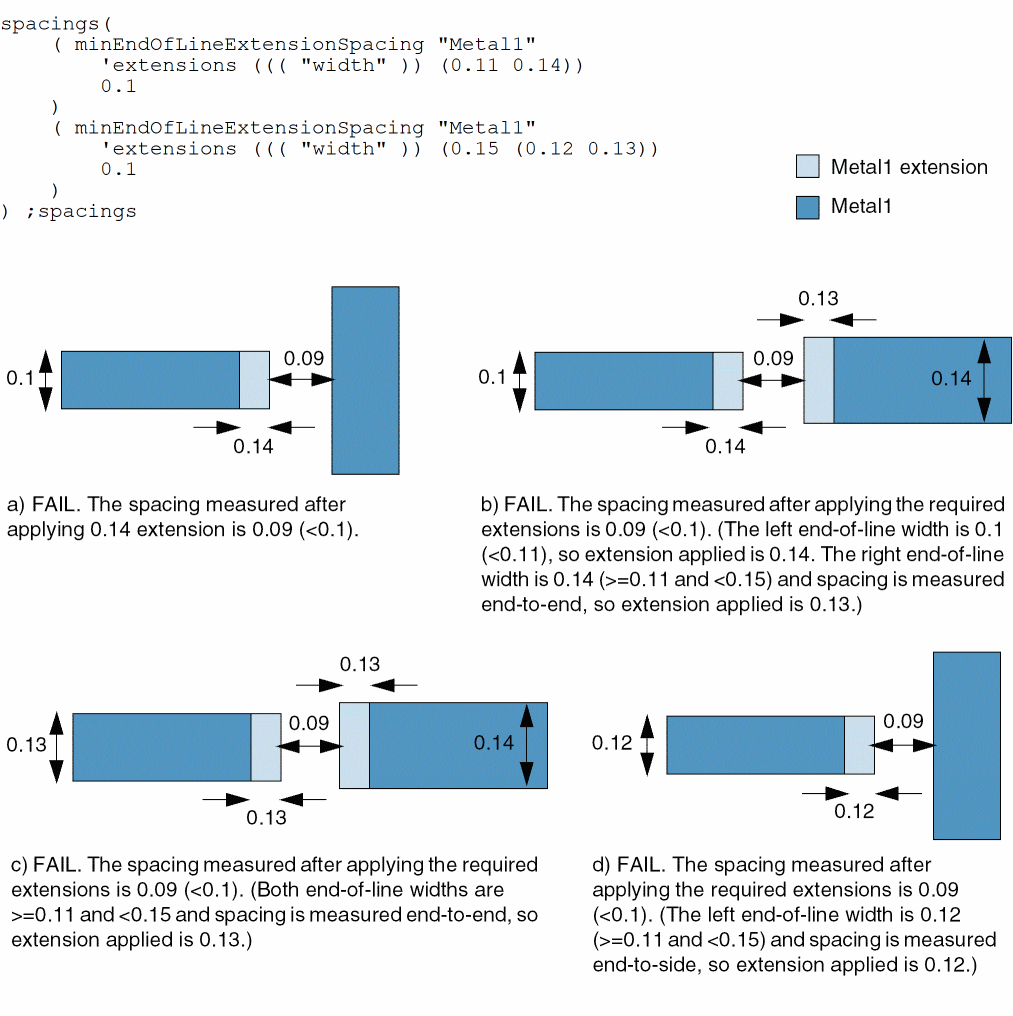 spacings(
( minEndOfLineExtensionSpacing "Metal1"
'extensions ((( "width" )) (0.11 0.14))
0.1
)
( minEndOfLineExtensionSpacing "Metal1"
'extensions ((( "width" )) (0.15 (0.12 0.13))
0.1
)
) ;spacings
Metal1 extension
Metal1
0.1
0.09
0.14
a) FAIL. The spacing measured after
applying 0.14 extension is 0.09 (<0.1).
0.13
0.1
0.09
0.14
0.14
b) FAIL. The spacing measured after applying the required
extensions is 0.09 (<0.1). (The left end-of-line width is 0.1
(<0.11), so extension applied is 0.14. The right end-of-line
width is 0.14 (>=0.11 and <0.15) and spacing is measured
end-to-end, so extension applied is 0.13.)
0.13
0.13
0.09
0.14
0.13
c) FAIL. The spacing measured after applying the required
extensions is 0.09 (<0.1). (Both end-of-line widths are
>=0.11 and <0.15 and spacing is measured end-to-end, so
extension applied is 0.13.)
0.12
0.09
0.12
d) FAIL. The spacing measured after
applying the required extensions is 0.09
(<0.1). (The left end-of-line width is 0.12
(>=0.11 and <0.15) and spacing is measured
end-to-side, so extension applied is 0.12.)